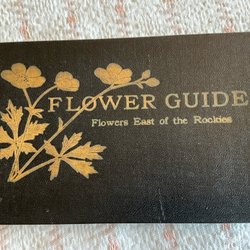 FLOWER GUIDE
Flowers East of the Rockies